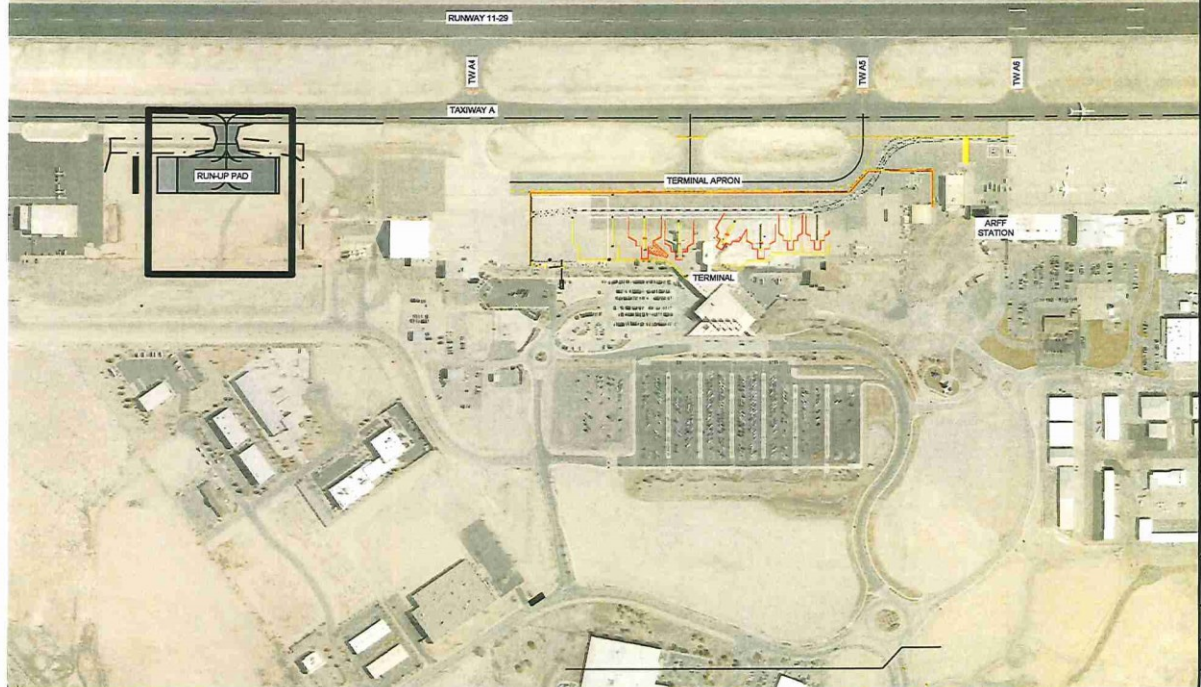 RUNWAY 11-29
TW A4
TW A5
TW A6
TAXIWAY A
RUN-UP PAD
TERMINAL APRON
ARFF
STATION
TERMINAL